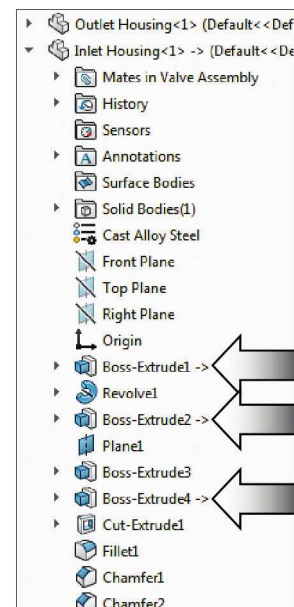 Outlet Housing<1> (Default<<Def
Inlet Housing<1> -> (Default<<De
Mates in Valve Assembly
History
Sensors
A Annotations
Surface Bodies
Solid Bodies(1)
Cast Alloy Steel
Front Plane
Top Plane
Right Plane
Origin
Boss-Extrude1 ->
Revolve1
Boss-Extrude2 ->
Plane1
Boss-Extrude3
Boss-Extrude4 ->
Cut-Extrude1
Fillet1
Chamfer1
Chamfer2